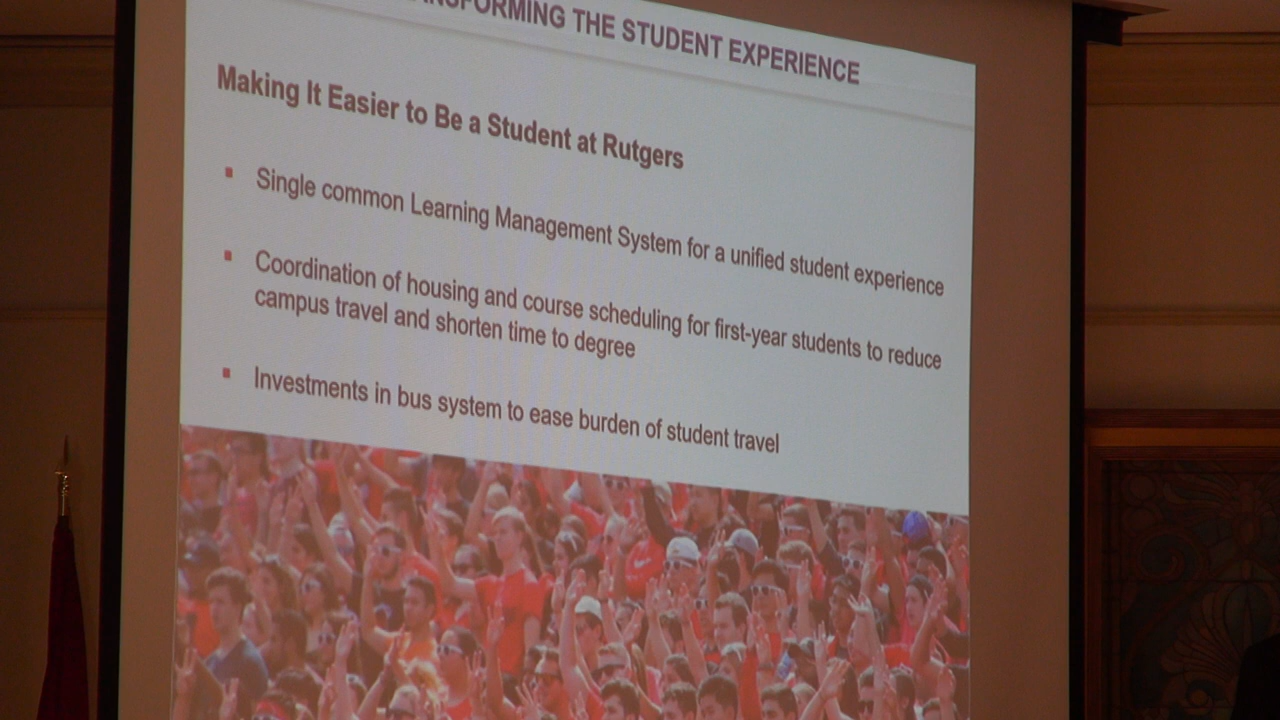 THE STUDENT EXPERIENCE
Making It Easier to Be a Student at Rutgers
Single common Learning Management System for a unified student experience
Coordination of housing and course scheduling for first-year students to reduce
campus travel and shorten time to degree
Investments in bus system to ease burden of student travel